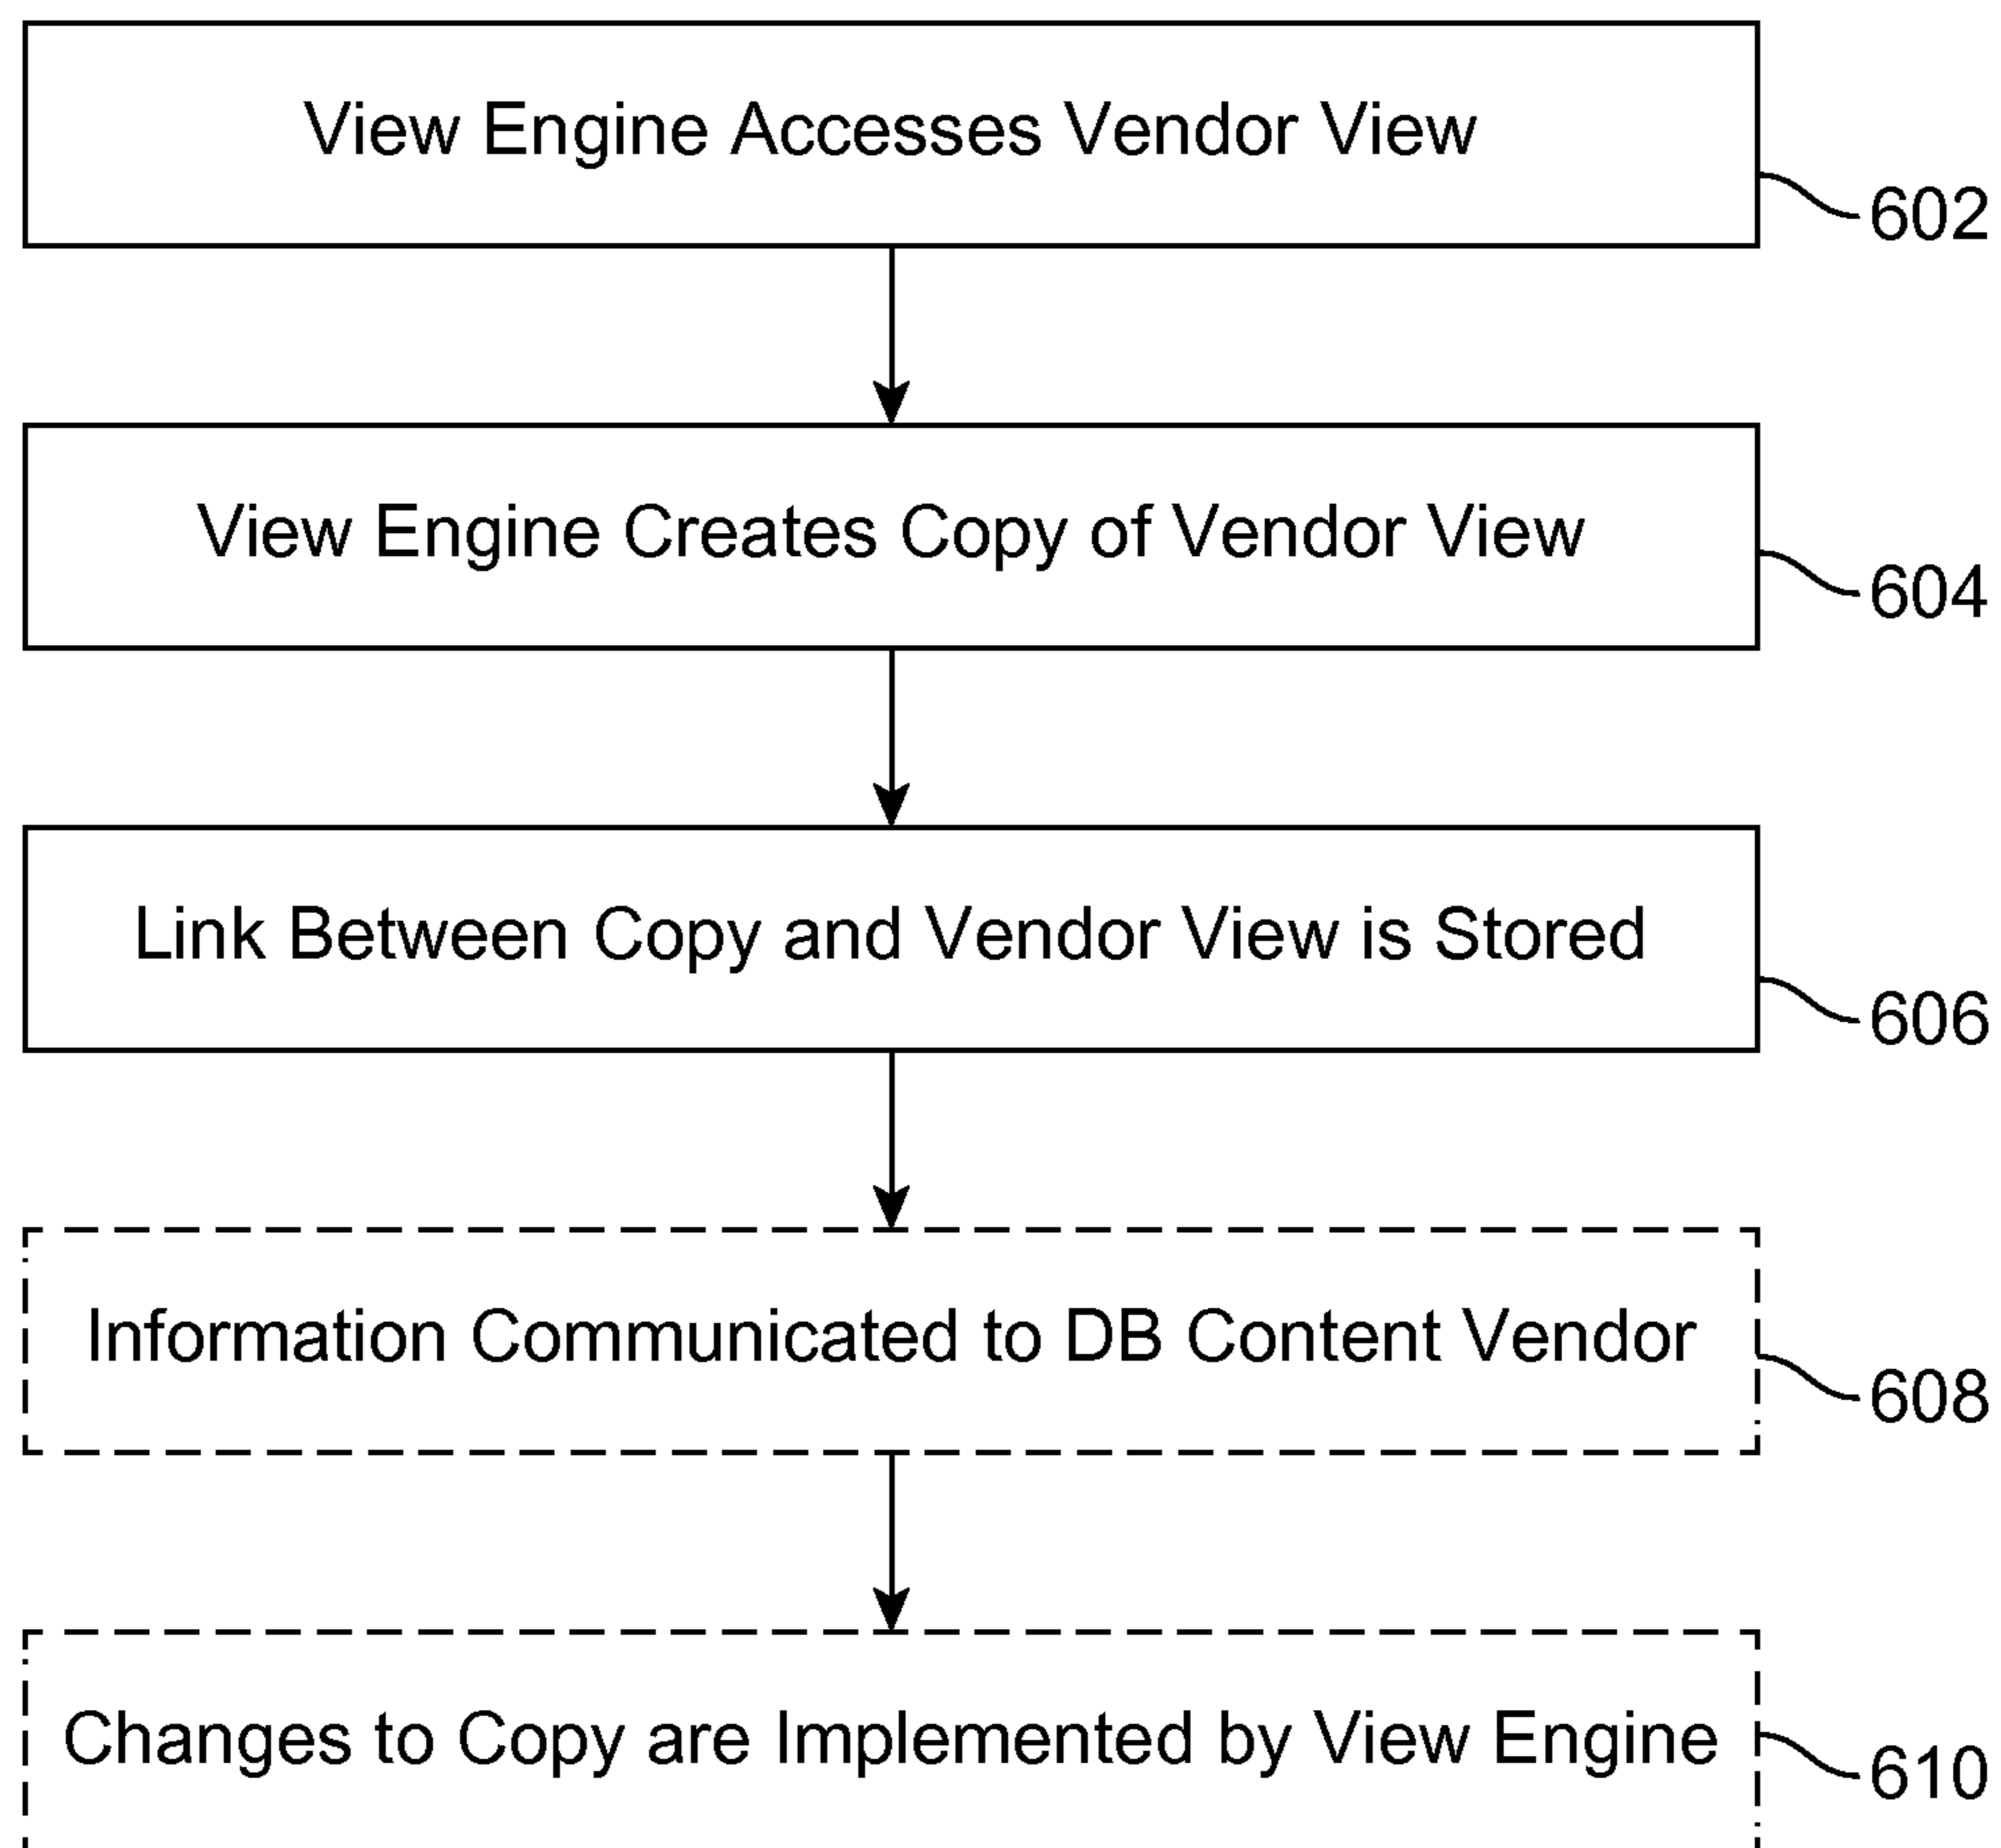 View Engine Accesses Vendor View
602
View Engine Creates Copy of Vendor View
604
Link Between Copy and Vendor View is Stored
606
Information Communicated to DB Content Vendor
608
Changes to Copy are Implemented by View Engine
610